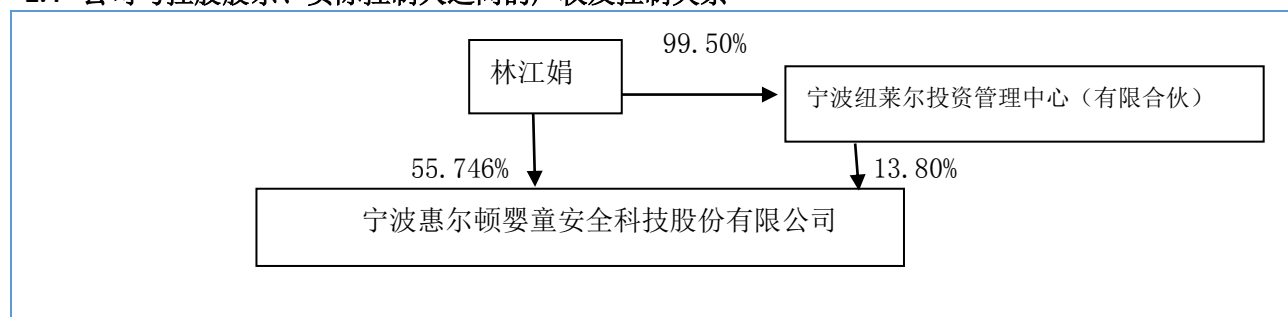 99.50%
林江娟
宁波纽莱尔投资管理中心（有限合伙）
55.746%
13.80%
宁波惠尔顿婴童安全科技股份有限公司